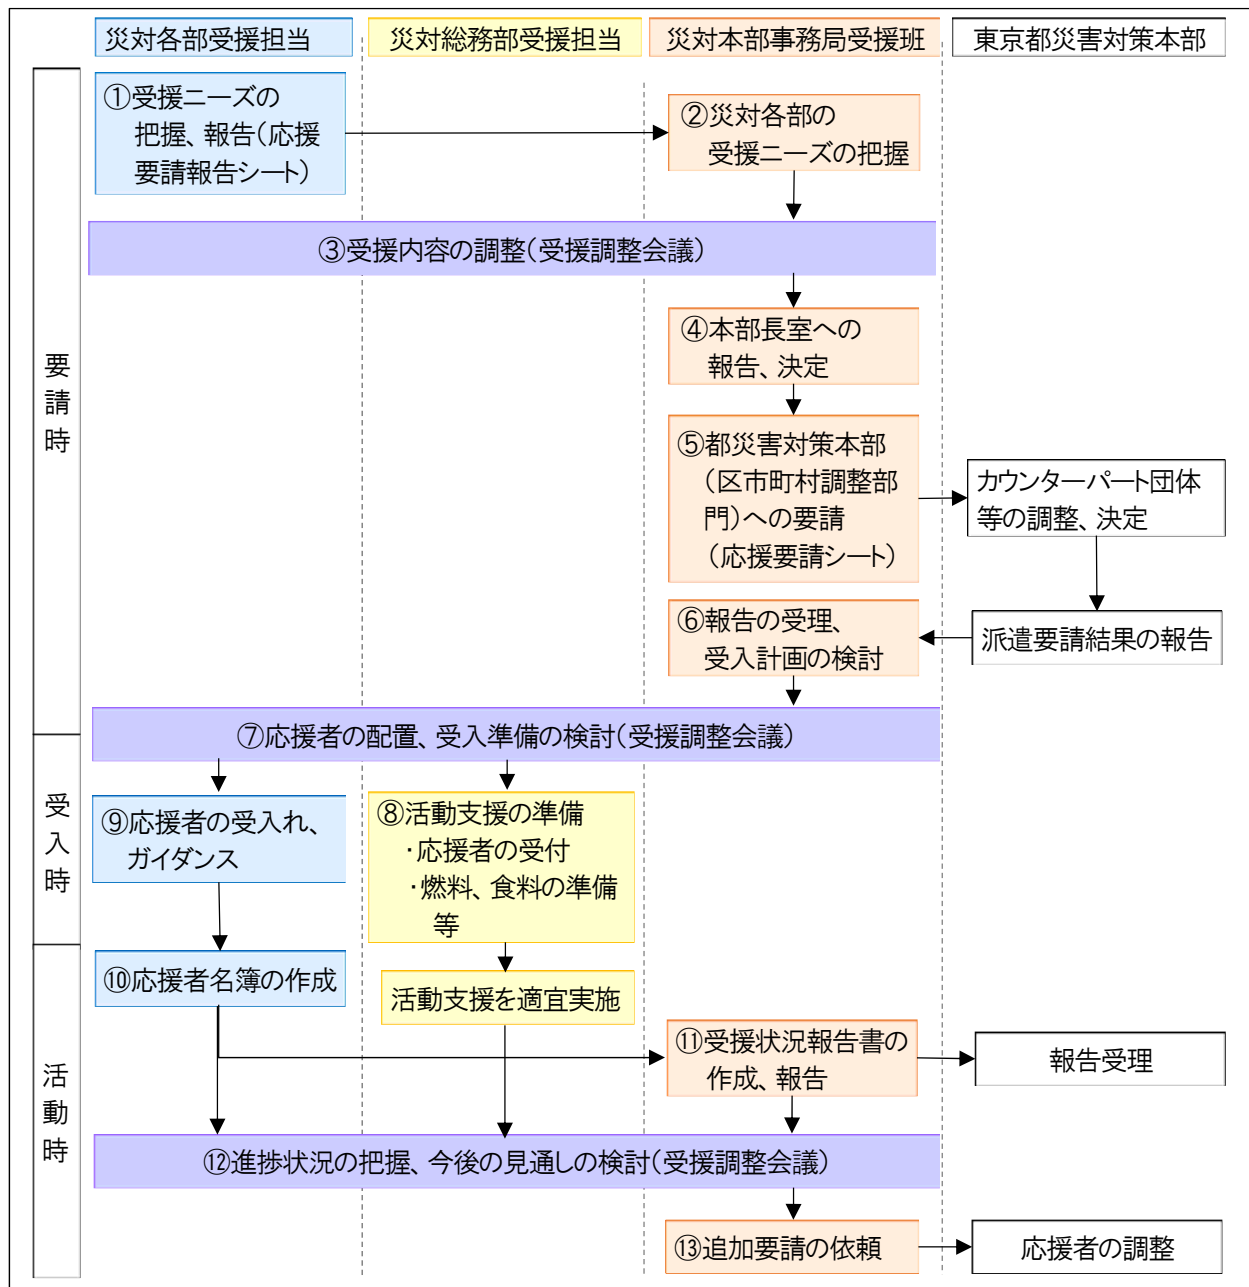 災対各部受援担当
災対総務部受援担当
災対本部事務局受援班
東京都災害対策本部
要請時
①受援ニーズの
把握、報告（応援
要請報告シート）
②災対各部の
受援ニーズの把握
③受援内容の調整（受援調整会議）
④本部長室への
報告、決定
⑤都災害対策本部
（区市町村調整部
門）への要請
（応援要請シート）
カウンターパート団体
等の調整、決定
⑥報告の受理、
受入計画の検討
派遣要請結果の報告
⑦応援者の配置、受入準備の検討（受援調整会議）
受入時
⑨応援者の受入れ、
ガイダンス
⑧活動支援の準備
・応援者の受付
・燃料、食料の準備
等
活動時
⑩応援者名簿の作成
活動支援を適宜実施
⑪受援状況報告書の
作成、報告
報告受理
⑫進捗状況の把握、今後の見通しの検討（受援調整会議）
⑬追加要請の依頼
応援者の調整